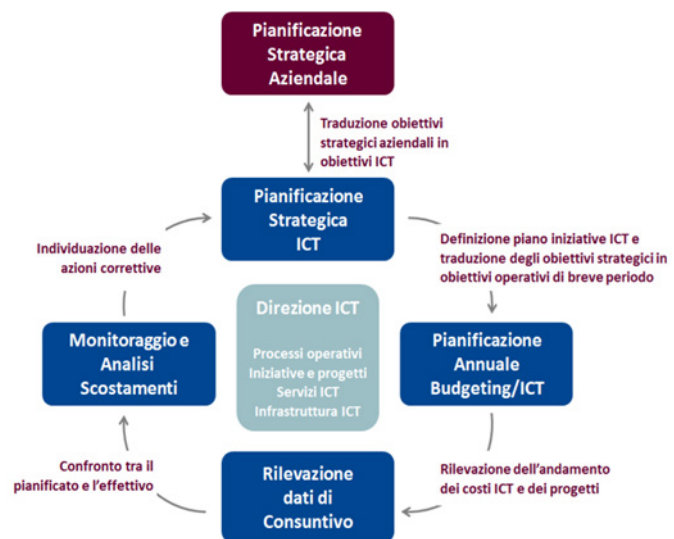 Pianificazione
Strategica
Aziendale
Traduzione obiettivi
strategici aziendali in
obiettivi ICT
Pianificazione
Strategica
ICT
Individuazione delle
azioni correttive
Definizione piano iniziative ICT e
traduzione degli obiettivi strategici in
obiettivi operativi di breve periodo
Direzione ICT
Processi operativi
Iniziative e progetti
Servizi ICT
Infrastruttura ICT
Monitoraggio e
Analisi
Scostamenti
Pianificazione
Annuale
Budgeting/ICT
Confronto tra il
pianificato e l'effettivo
Rilevazione
dati di
Consuntivo
Rilevazione dell'andamento
dei costi ICT e dei progetti